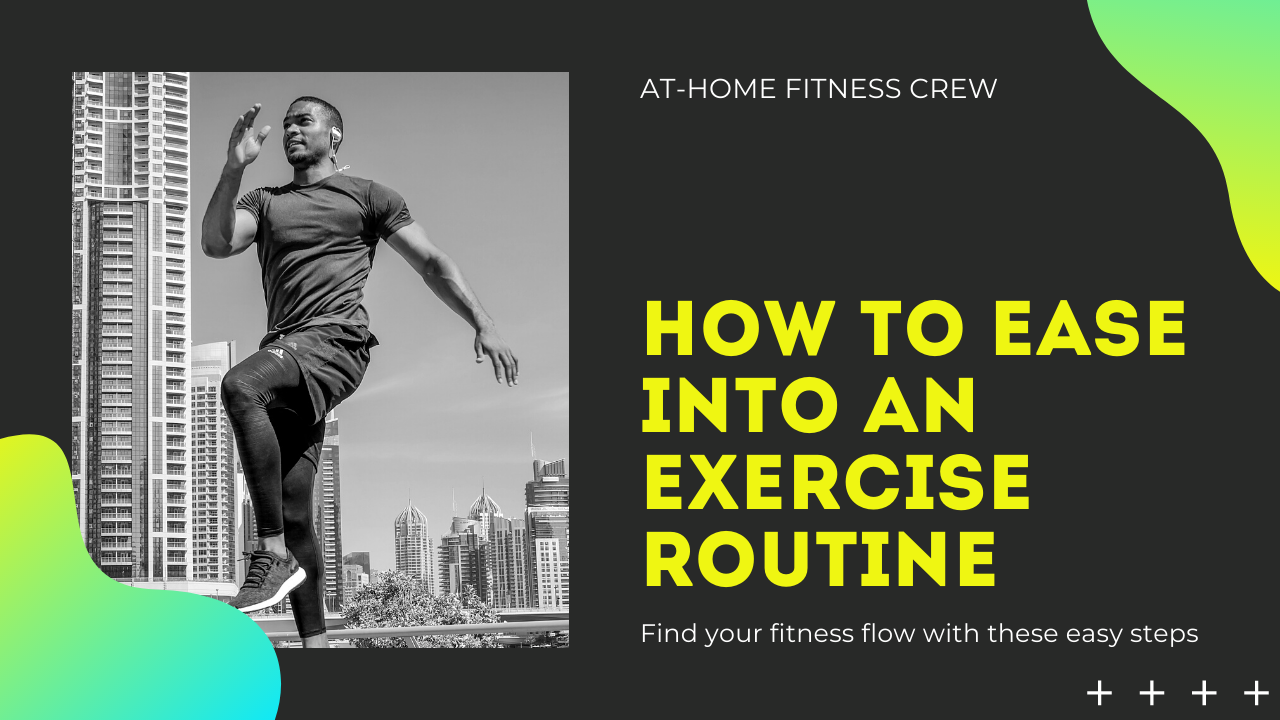 AT-HOME FITNESS CREW
HOW TO EASE
INTO AN
EXERCISE
ROUTINE
Find your fitness flow with these easy steps